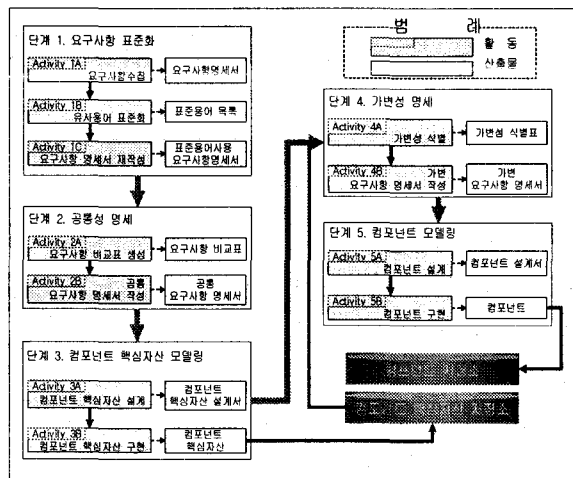 범 례
활 동
산출물
단계 1. 요구사항 표준화
Activity 1A
요구사항수집
요구사항명세서
Activity 1B
유사용어 표준화
표준용어 목록
Activity 1C
요구사항 명세서 재작성
표준용어사용
요구사항명세서
단계 2. 공통성 명세
Activity 2A
요구사항 비교표 생성
요구사항 비교표
Activity 2B
공통
요구사항 명세서 작성
공통
요구사항 명세서
단계 3. 컴포넌트 핵심자산 모델링
Activity 3A
컴포넌트 핵심자산 설계
컴포넌트
핵심자산 설계서
Activity 3B
컴포넌트 핵심자산 구현
컴포넌트
핵심자산
단계 4. 가변성 명세
Activity 4A
가변성 식별
가변성 식별표
Activity 4B
가변
요구사항 명세서 작성
가변
요구사항 명세서
단계 5. 컴포넌트 모델링
Activity 5A
컴포넌트 설계
컴포넌트 설계서
Activity 5B
컴포넌트 구현
컴포넌트